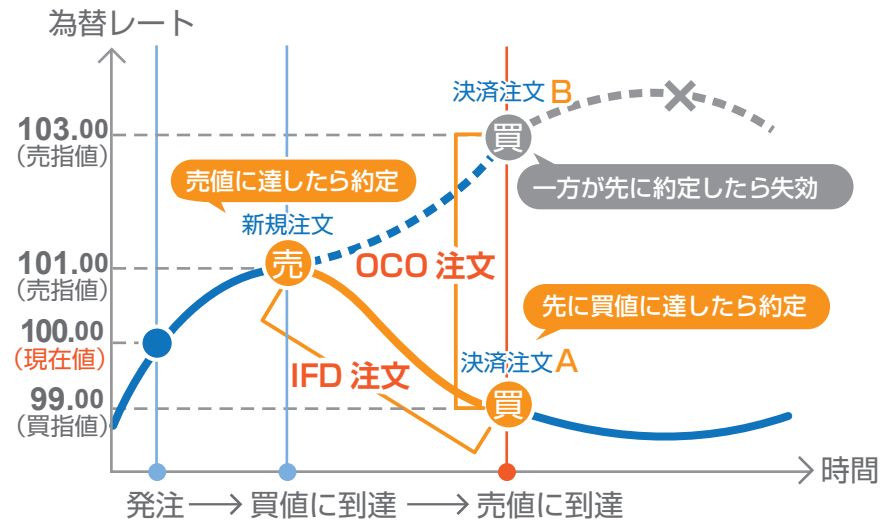 為替レート
決済注文 B
103.00
(売指値)
買
売値に達したら約定
一方が先に約定したら失効
新規注文
売
101.00
(売指値)
OCO 注文
先に買値に達したら約定
100.00
(現在値)
IFD 注文
決済注文 A
99.00
(買指値)
買
時間
発注 → 買値に到達 → 売値に到達